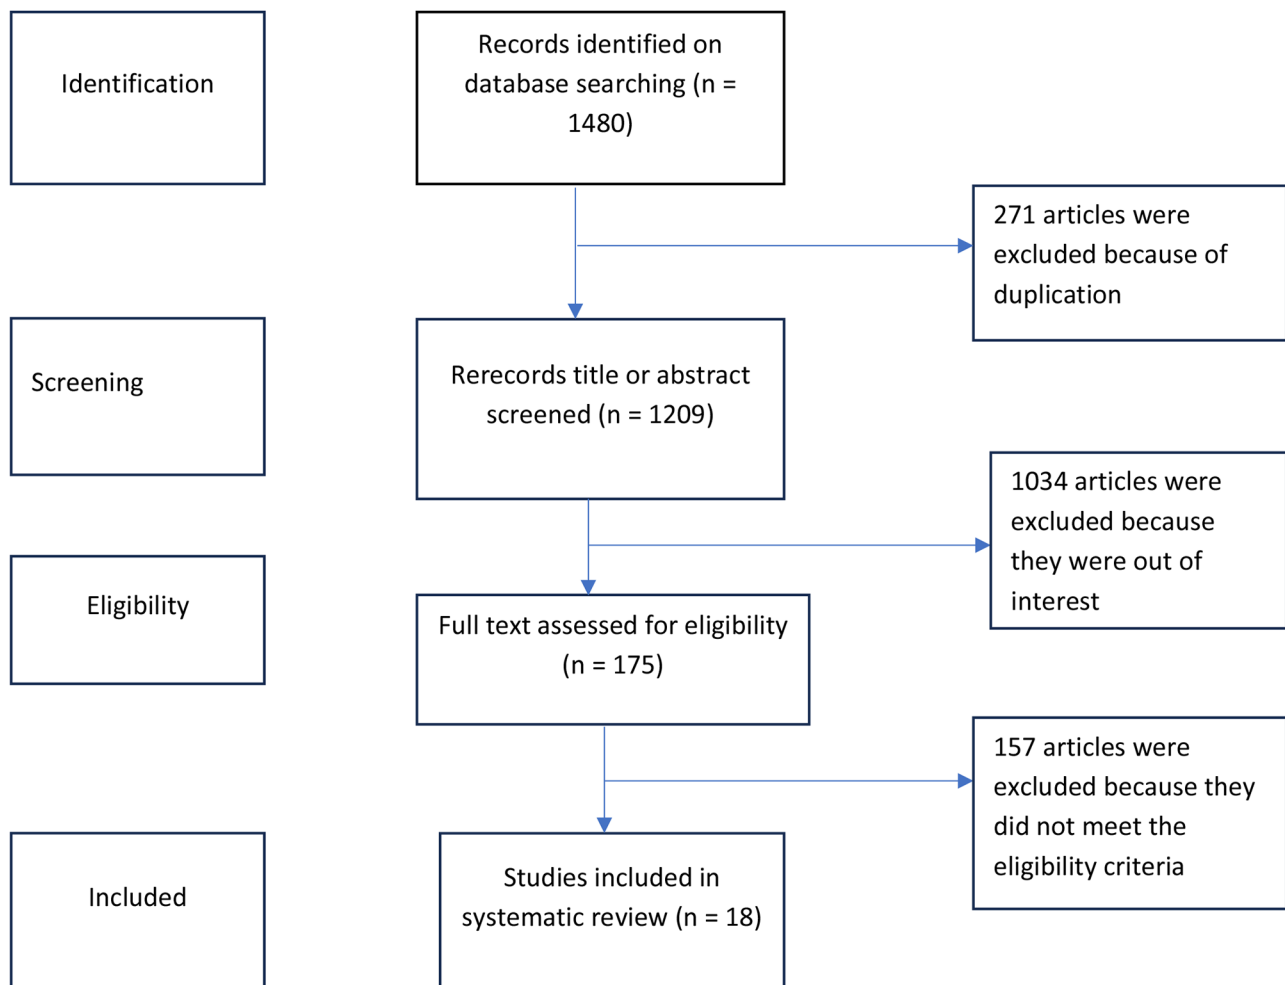 Identification
Records identified on
database searching (n =
1480)
271 articles were
excluded because of
duplication
Screening
Rerecords title or abstract
screened (n = 1209)
1034 articles were
excluded because
they were out of
interest
Eligibility
Full text assessed for eligibility
(n = 175)
157 articles were
excluded because they
did not meet the
eligibility criteria
Included
Studies included in
systematic review (n = 18)